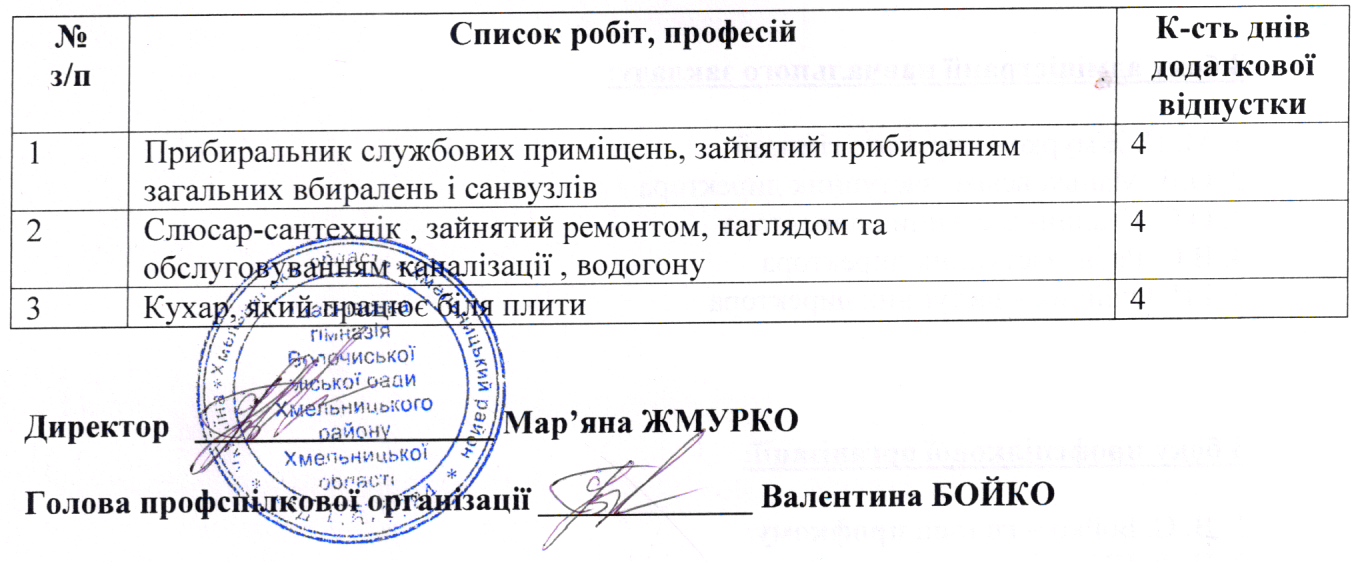 № з/п Список робіт, професій К-сть днів додаткової відпустки
1 Прибиральник службових приміщень, зайнятий прибиранням 4
загальних вбиралень і санвузлів
2 Слюсар-сантехнік , зайнятий ремонтом, наглядом та 4
обслуговуванням каналізації , водогону
3 Кухар, який працює біля плити 4
гімназія
Волочиської
міської ради
Хмельницького
району
Хмельницької
області
Директор Мар’яна ЖМУРКО
Голова профспілкової організації Валентина БОЙКО